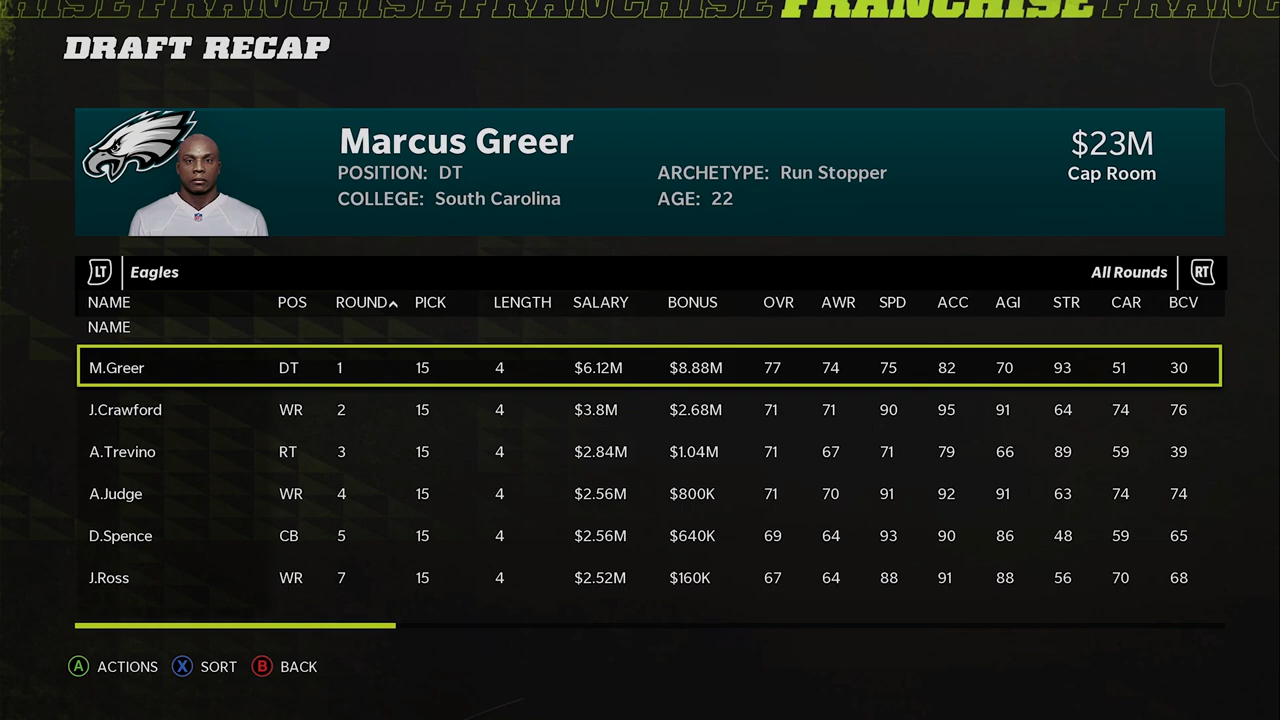 FRANCHISE FRANCHISE FRANCHISE FRANCHISE
DRAFT RECAP
Marcus Greer
POSITION: DT ARCHETYPE: Run Stopper
COLLEGE: South Carolina AGE: 22
$23M
Cap Room
LT Eagles All Rounds RT
NAME POS ROUND PICK LENGTH SALARY BONUS OVR AWR SPD ACC AGI STR CAR BCV
NAME
M.Greer DT 1 15 4 $6.12M $8.88M 77 74 75 82 70 93 51 30
J.Crawford WR 2 15 4 $3.8M $2.68M 71 71 90 95 91 64 74 76
A.Trevino RT 3 15 4 $2.84M $1.04M 71 67 71 79 66 89 59 39
A.Judge WR 4 15 4 $2.56M $800K 71 70 91 92 91 63 74 74
D.Spence CB 5 15 4 $2.56M $640K 69 64 93 90 86 48 59 65
J.Ross WR 7 15 4 $2.52M $160K 67 64 88 91 88 56 70 68
A ACTIONS X SORT B BACK